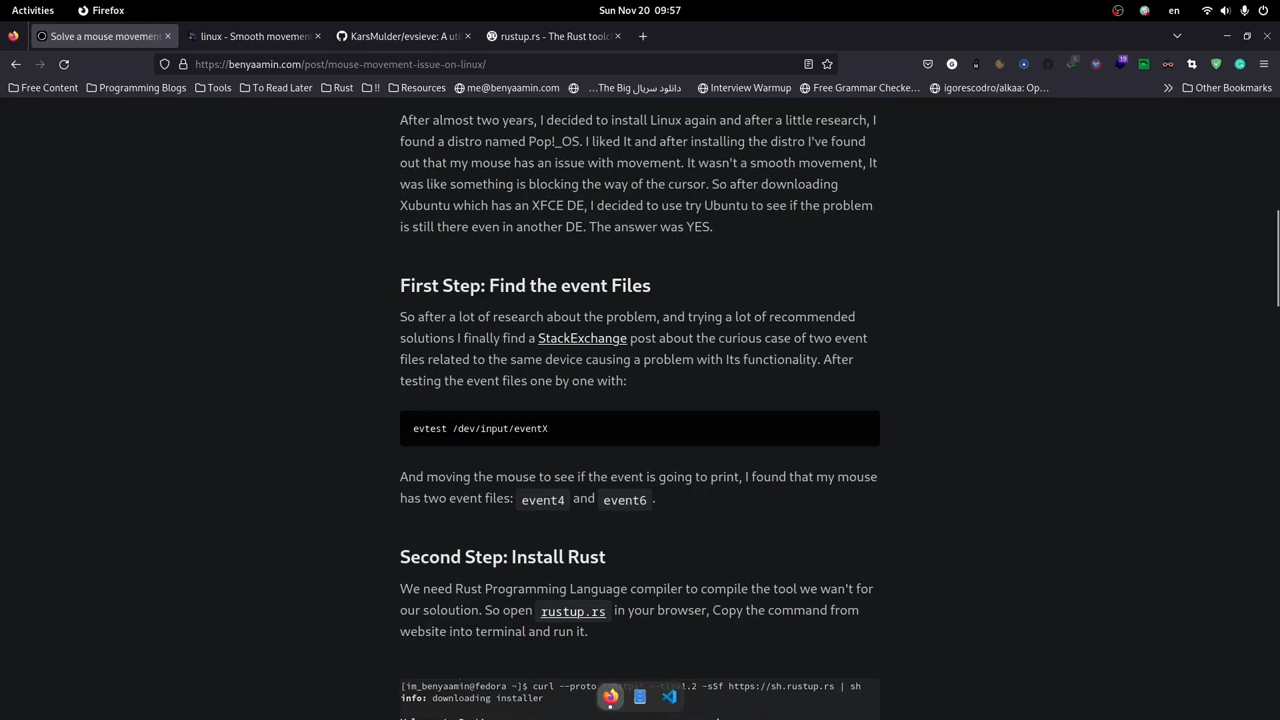 Activities
Firefox
Sun Nov 20 09:57
en
Solve a mouse movement
linux - Smooth movemen
KarsMulder/evsieve: A ut
rustup.rs - The Rust toolc
https://benyaamin.com/post/mouse-movement-issue-on-linux/
19
Free Content
Programming Blogs
Tools
To Read Later
Rust
!!
Resources
me@benyaamin.com
دانلود سریال The Big...
Interview Warmup
Free Grammar Checke...
igorescodro/alkaa: Op...
Other Bookmarks
After almost two years, I decided to install Linux again and after a little research, I
found a distro named Pop!_OS. I liked It and after installing the distro I've found
out that my mouse has an issue with movement. It wasn't a smooth movement, It
was like something is blocking the way of the cursor. So after downloading
Xubuntu which has an XFCE DE, I decided to use try Ubuntu to see if the problem
is still there even in another DE. The answer was YES.
First Step: Find the event Files
So after a lot of research about the problem, and trying a lot of recommended
solutions I finally find a StackExchange post about the curious case of two event
files related to the same device causing a problem with Its functionality. After
testing the event files one by one with:
evtest /dev/input/eventX
And moving the mouse to see if the event is going to print, I found that my mouse
has two event files: event4 and event6.
Second Step: Install Rust
We need Rust Programming Language compiler to compile the tool we wan't for
our soloution. So open rustup.rs in your browser, Copy the command from
website into terminal and run it.
[im_benyaamin@fedora ~]$ curl --proto -sSf https://sh.rustup.rs | sh
info: downloading installer